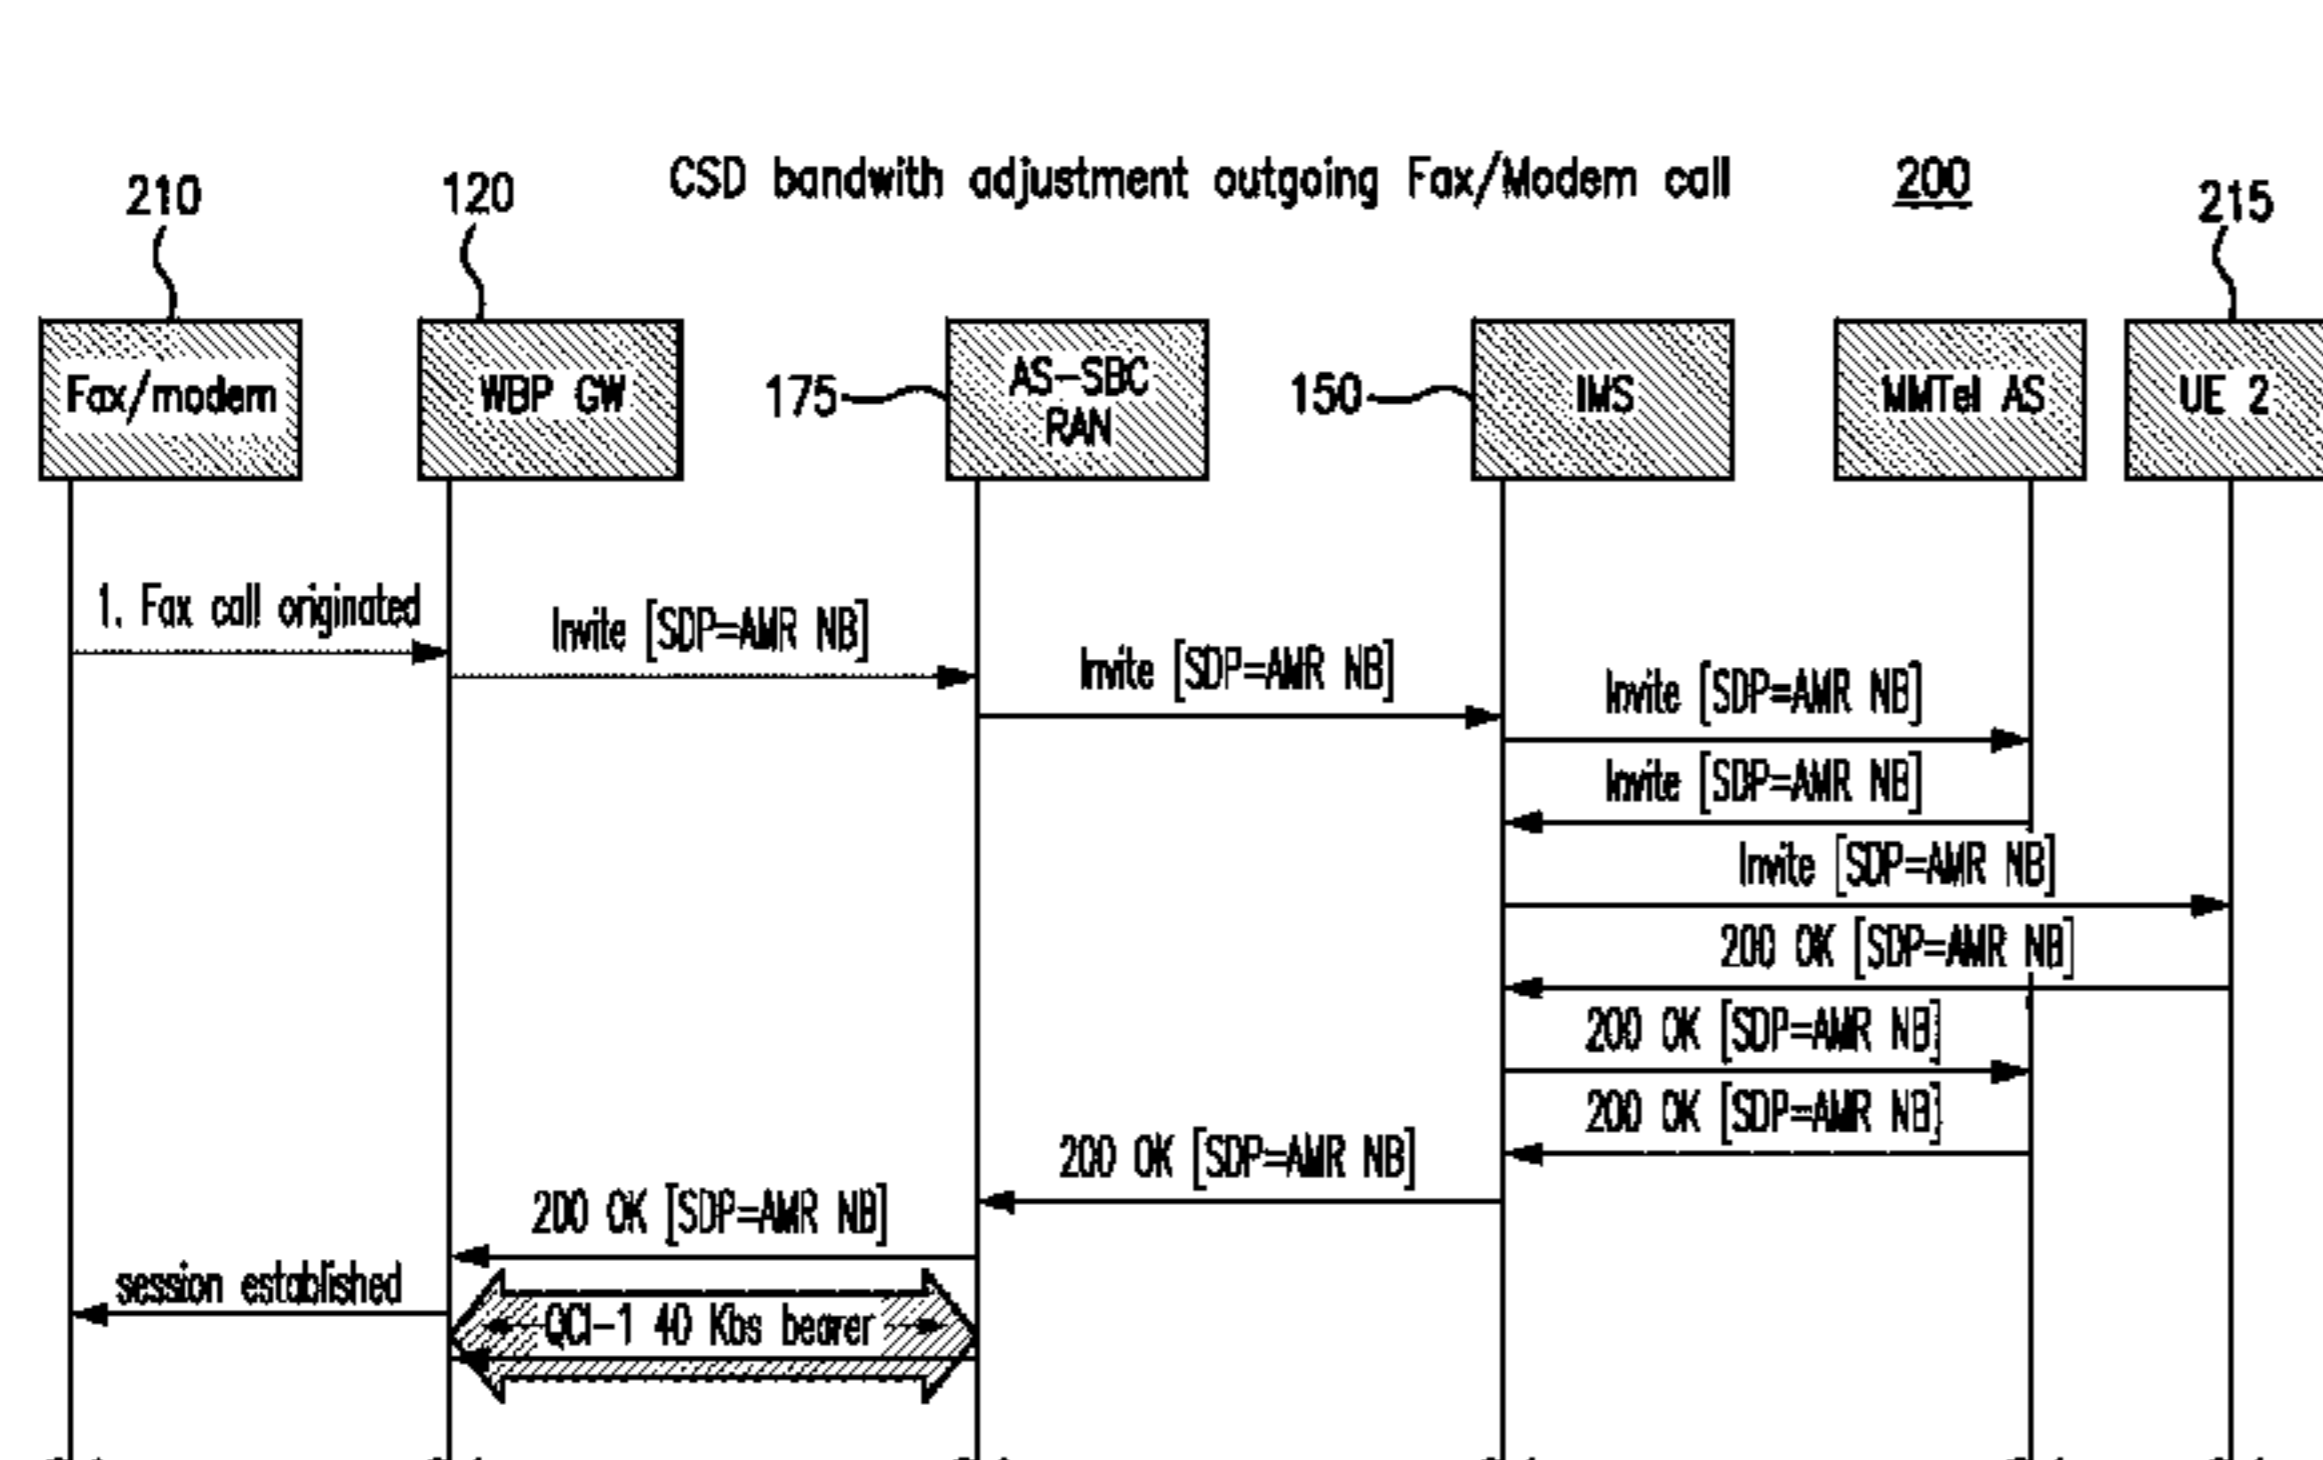 CSD bandwith adjustment outgoing Fax/Modem call 200
210
120
215
Fax/modem
WBP GW
175
AS-SBC
RAN
150
IMS
MMTel AS
UE 2
1. Fax call originated
Invite [SDP=AMR NB]
Invite [SDP=AMR NB]
Invite [SDP=AMR NB]
Invite [SDP=AMR NB]
Invite [SDP=AMR NB]
200 OK [SDP=AMR NB]
200 OK [SDP=AMR NB]
200 OK [SDP=AMR NB]
200 OK [SDP=AMR NB]
200 OK [SDP=AMR NB]
session established
QCI-1 40 Kbs bearer